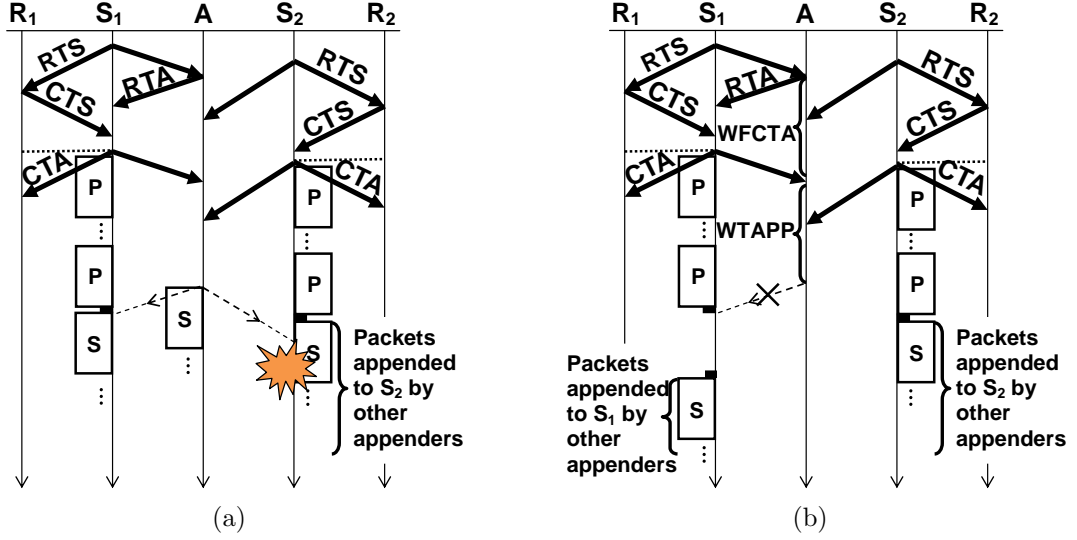 R1 S1 A S2 R2
RTS
RTA
CTS
RTS
CTS
CTA
CTA
P
P
⋮
⋮
P
P
S
S
S
⋮
⋮
⋮
Packets
appended
to S2 by
other
appenders
(a)
R1 S1 A S2 R2
RTS
RTA
CTS
RTS
CTS
WFCTA
CTA
CTA
P
P
⋮
⋮
WTAPP
P
P
S
⋮
Packets
appended
to S2 by
other
appenders
Packets
appended
to S1 by
other
appenders
S
⋮
(b)